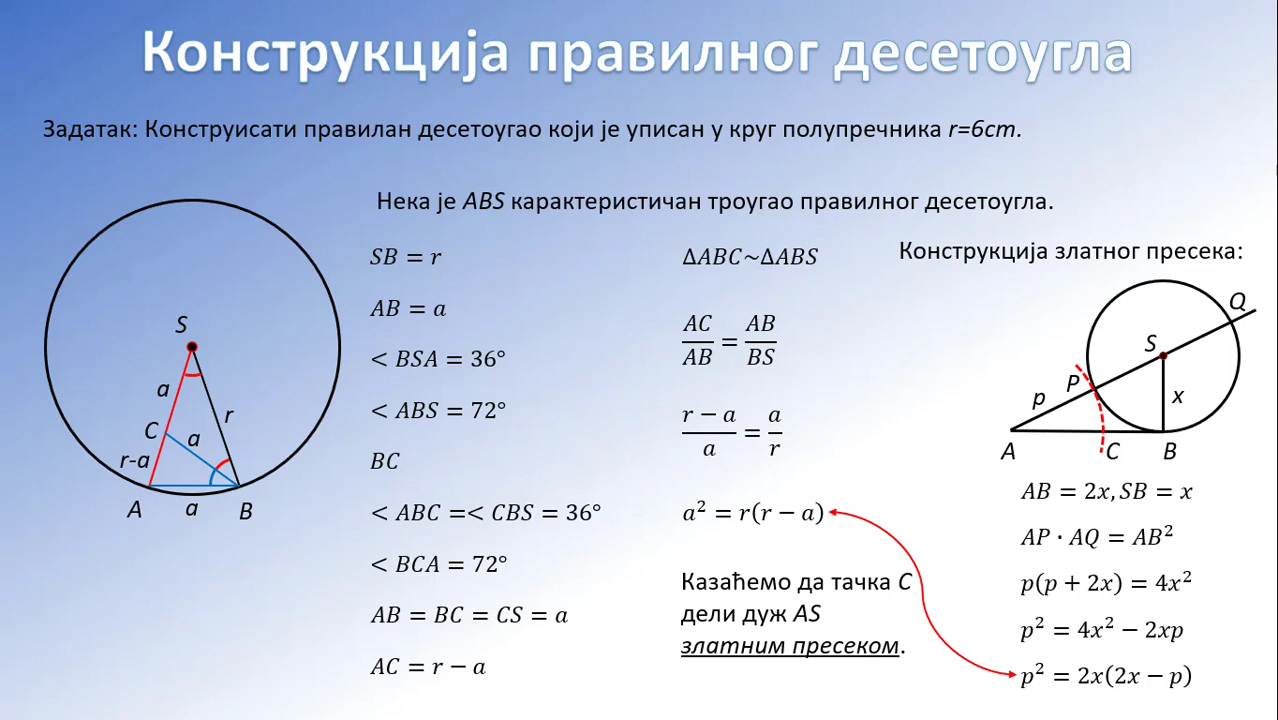 Конструкција правилног десетоугла
Задатак: Конструисати правилан десетоугао који је уписан у круг полупречника r=6cm.
Нека је ABS карактеристичан троугао правилног десетоугла.
S
a
r
C
a
r-a
A
a
B
SB = r
AB = a
< BSA = 36°
< ABS = 72°
BC
< ABC =< CBS = 36°
< BCA = 72°
AB = BC = CS = a
AC = r − a
ΔABC~ΔABS
AC/AB = AB/BS
r − a/a = a/r
a² = r(r − a)
Казаћемо да тачка C
дели дуж AS
златним пресеком.
Конструкција златног пресека:
Q
S
P
p
x
A
C
B
AB = 2x, SB = x
AP · AQ = AB²
p(p + 2x) = 4x²
p² = 4x² − 2xp
p² = 2x(2x − p)